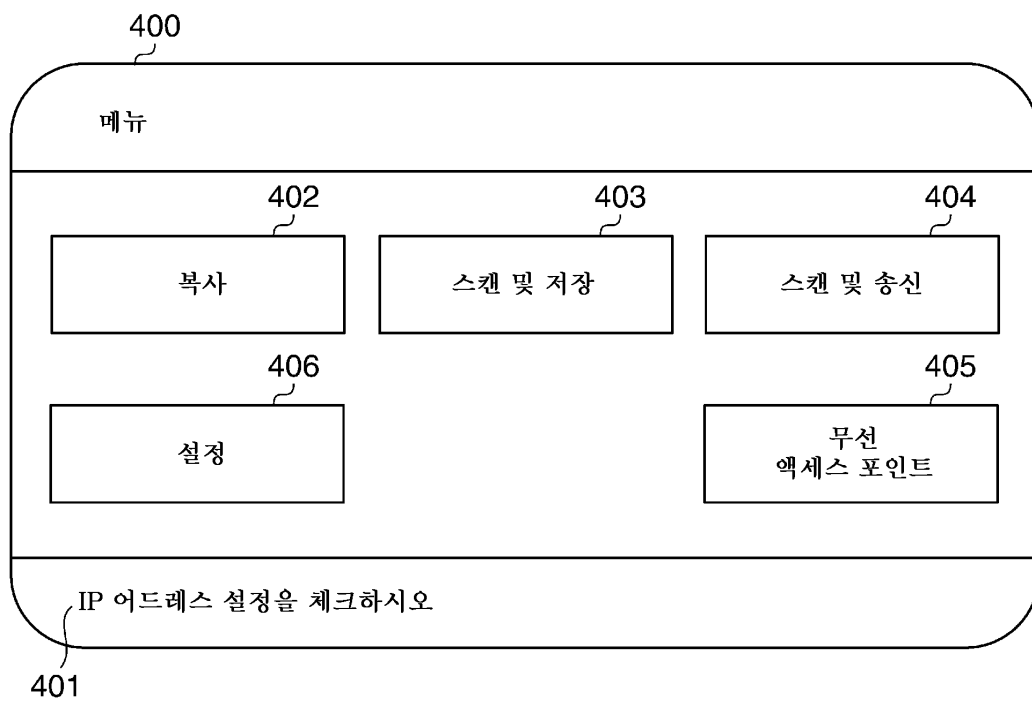 400
메뉴
402
403
404
복사
스캔 및 저장
스캔 및 송신
406
405
설정
무선
액세스 포인트
IP 어드레스 설정을 체크하시오
401